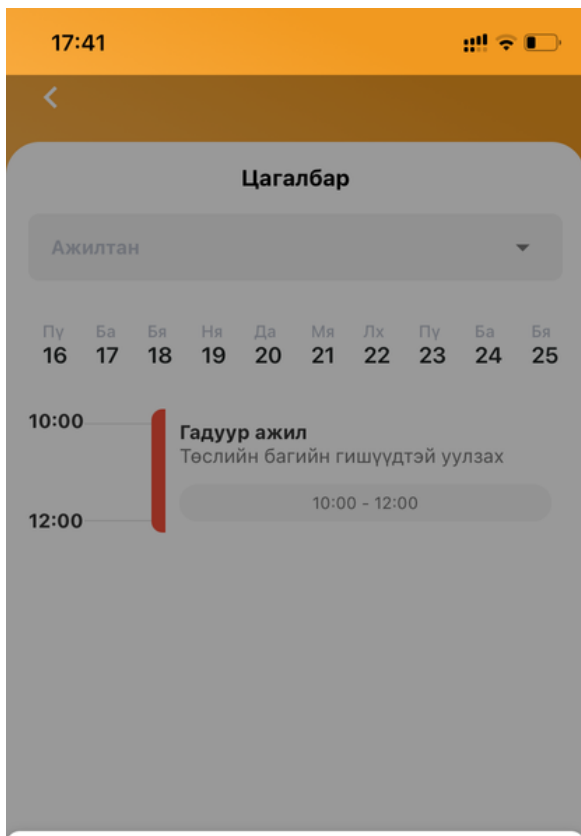 17:41
Цагалбар
Ажилтан
Пү Ба Бя Ня Да Мя Лх Пү Ба Бя
16 17 18 19 20 21 22 23 24 25
10:00
Гадуур ажил
Төслийн багийн гишүүдтэй уулзах
10:00 - 12:00
12:00